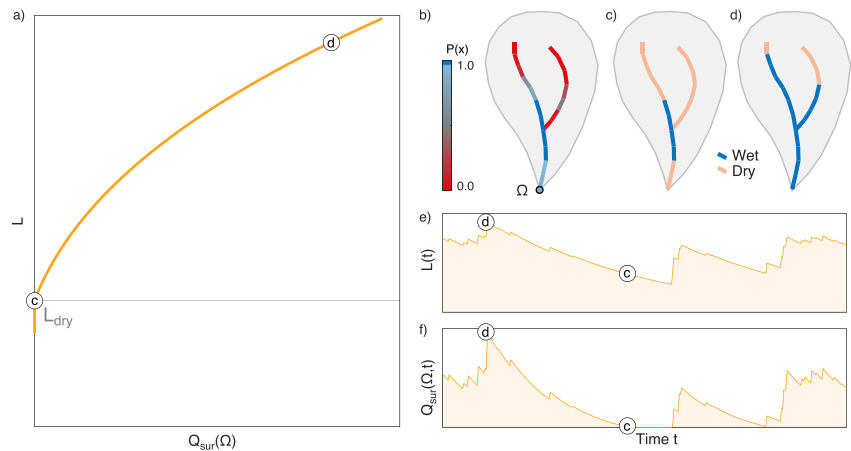 a)
d
c
L_dry
L
Q_sur(Ω)
b)
c)
d)
P(x)
1.0
0.0
Ω
Wet
Dry
e)
d
c
L(t)
f)
d
c
Q_sur(Ω,t)
Time t